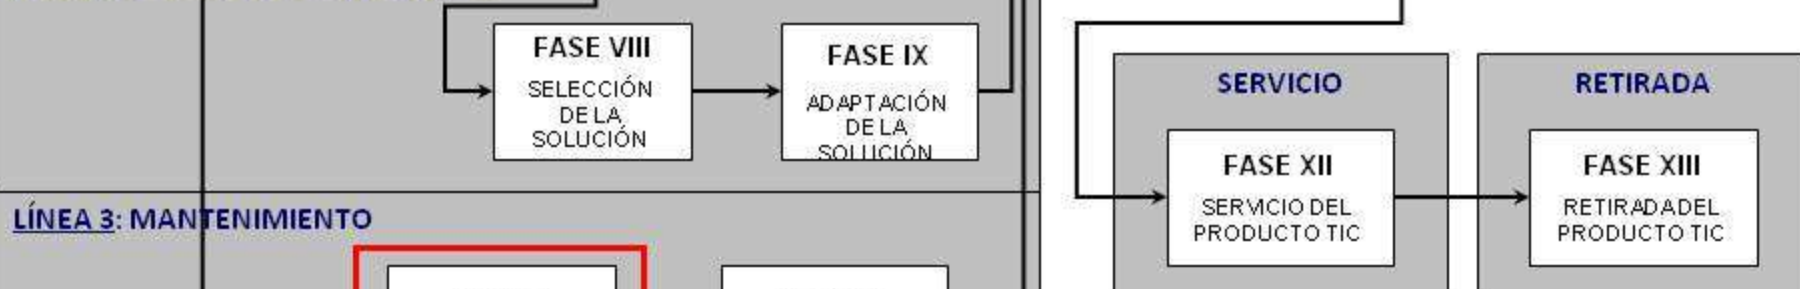 FASE VIII
SELECCIÓN
DE LA
SOLUCIÓN
FASE IX
ADAPTACIÓN
DE LA
SOLUCIÓN
LÍNEA 3: MANTENIMIENTO
SERVICIO
FASE XII
SERVICIO DEL
PRODUCTO TIC
RETIRADA
FASE XIII
RETIRADA DEL
PRODUCTO TIC